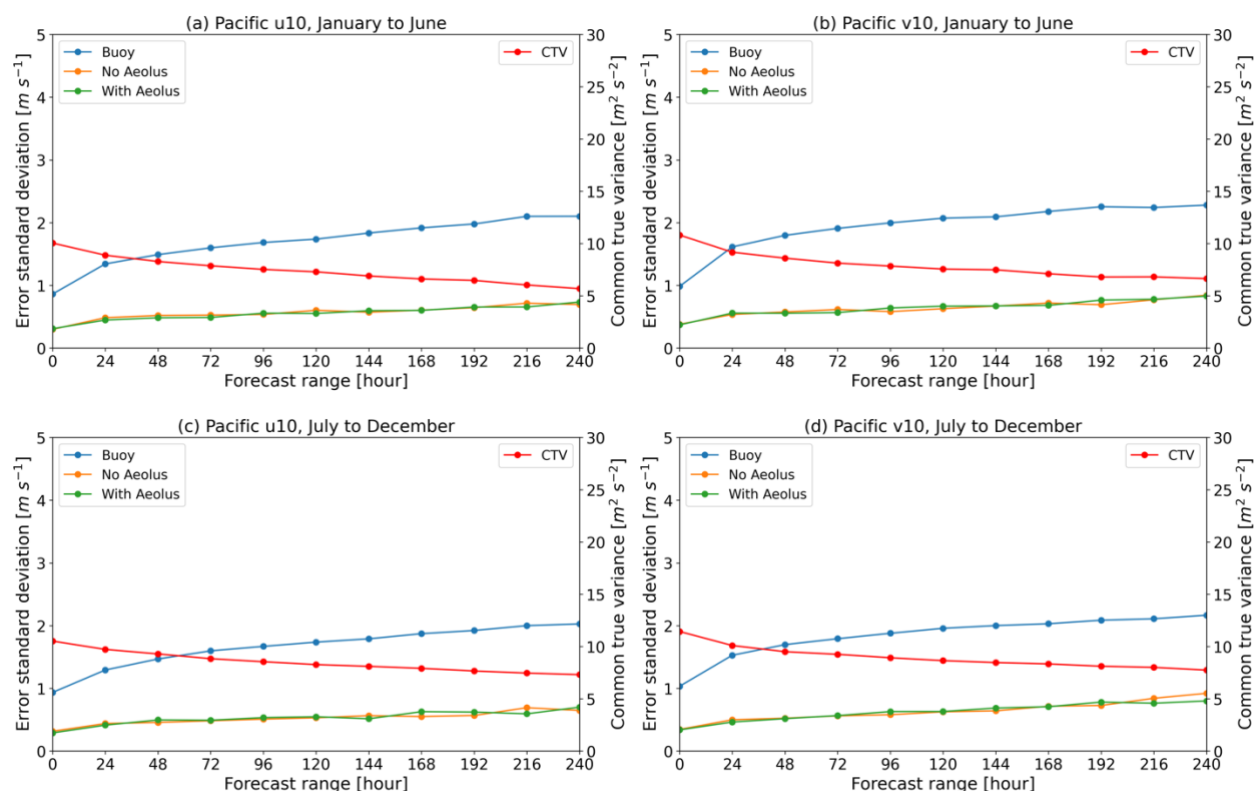 (a) Pacific u10, January to June
Error standard deviation [m s⁻¹]
5
4
3
2
1
0
Buoy
No Aeolus
With Aeolus
CTV
30
25
20
15
10
5
0
Common true variance [m² s⁻²]
0 24 48 72 96 120 144 168 192 216 240
Forecast range [hour]
(b) Pacific v10, January to June
Error standard deviation [m s⁻¹]
5
4
3
2
1
0
Buoy
No Aeolus
With Aeolus
CTV
30
25
20
15
10
5
0
Common true variance [m² s⁻²]
0 24 48 72 96 120 144 168 192 216 240
Forecast range [hour]
(c) Pacific u10, July to December
Error standard deviation [m s⁻¹]
5
4
3
2
1
0
Buoy
No Aeolus
With Aeolus
CTV
30
25
20
15
10
5
0
Common true variance [m² s⁻²]
0 24 48 72 96 120 144 168 192 216 240
Forecast range [hour]
(d) Pacific v10, July to December
Error standard deviation [m s⁻¹]
5
4
3
2
1
0
Buoy
No Aeolus
With Aeolus
CTV
30
25
20
15
10
5
0
Common true variance [m² s⁻²]
0 24 48 72 96 120 144 168 192 216 240
Forecast range [hour]